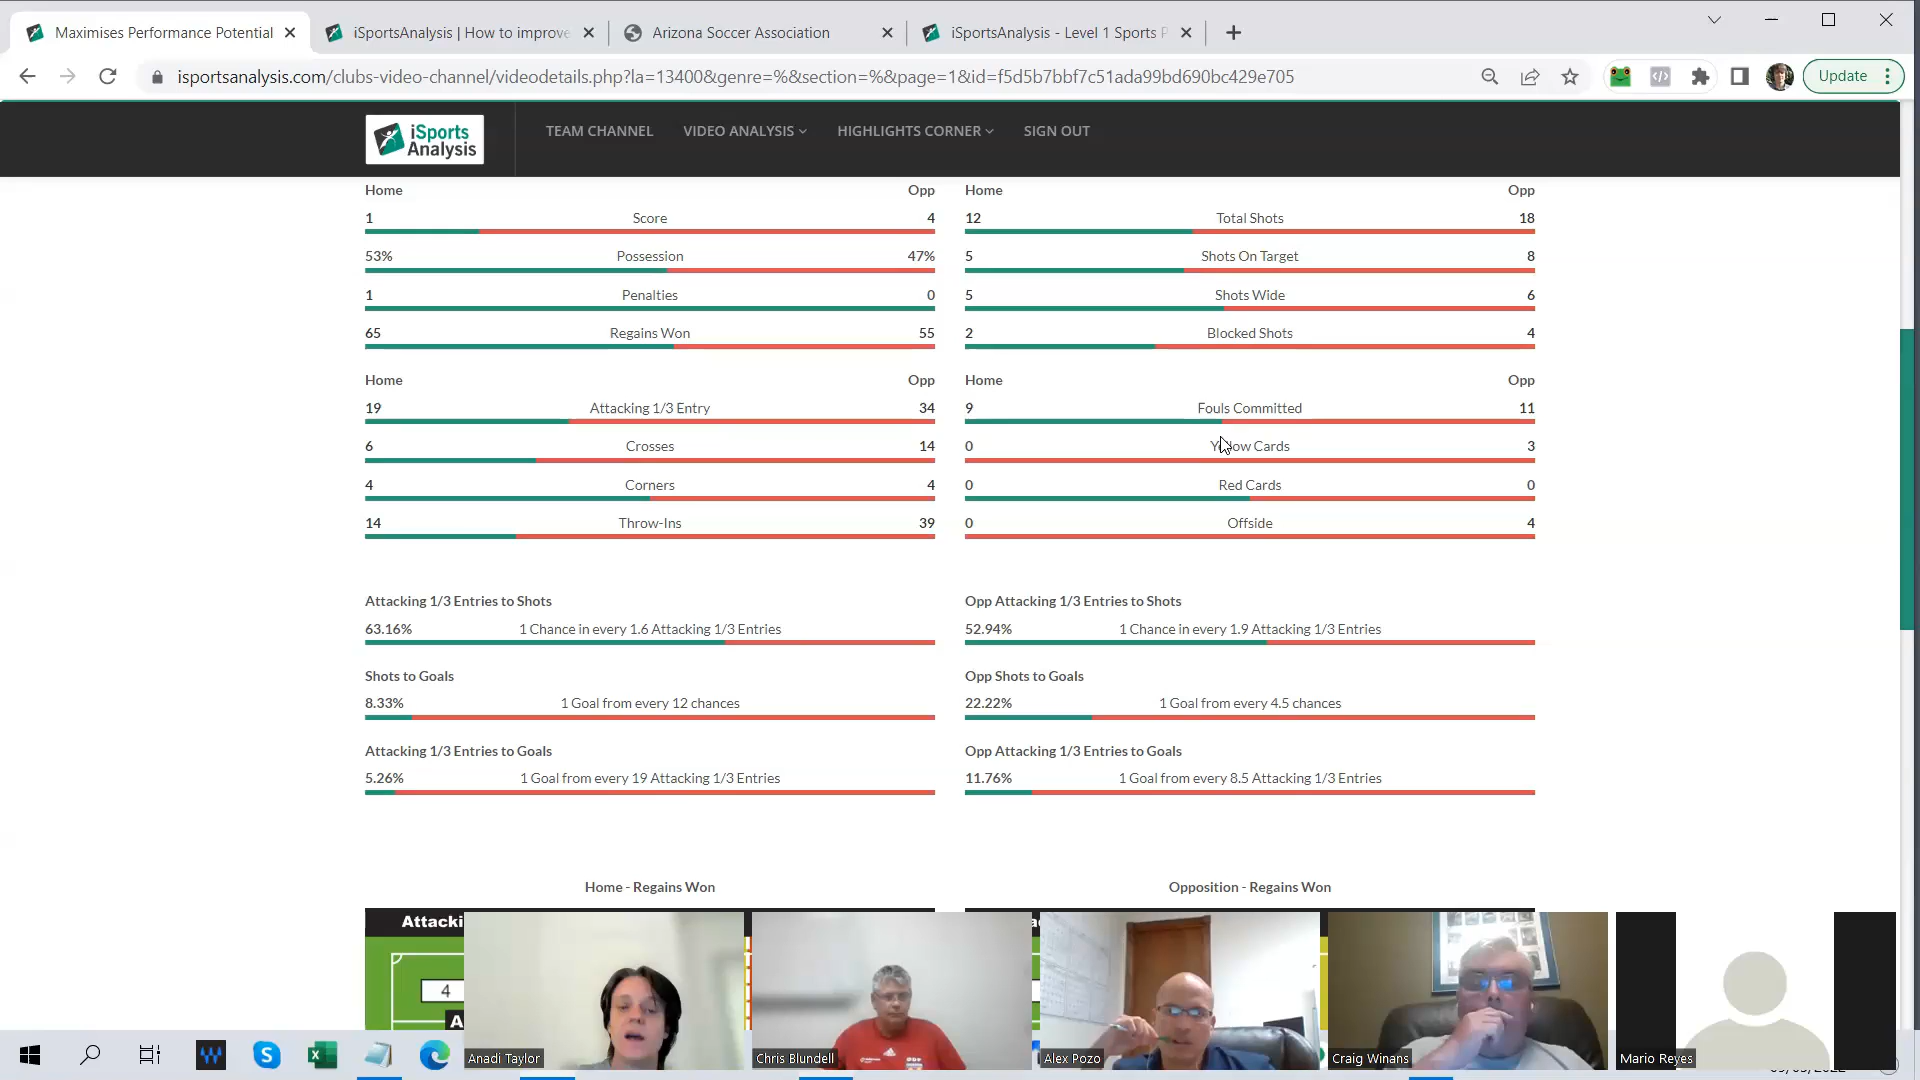 Maximises Performance Potential
iSportsAnalysis | How to improve
Arizona Soccer Association
iSportsAnalysis - Level 1 Sports P
isportsanalysis.com/clubs-video-channel/videodetails.php?la=13400&genre=%&section=%&page=1&id=f5d5b7bbf7c51ada99bd690bc429e705
Update
iSports
Analysis
TEAM CHANNEL
VIDEO ANALYSIS
HIGHLIGHTS CORNER
SIGN OUT
Home Opp
1 Score 4
53% Possession 47%
1 Penalties 0
65 Regains Won 55
Home Opp
12 Total Shots 18
5 Shots On Target 8
5 Shots Wide 6
2 Blocked Shots 4
Home Opp
19 Attacking 1/3 Entry 34
6 Crosses 14
4 Corners 4
14 Throw-Ins 39
Home Opp
9 Fouls Committed 11
0 Yellow Cards 3
0 Red Cards 0
0 Offside 4
Attacking 1/3 Entries to Shots
63.16% 1 Chance in every 1.6 Attacking 1/3 Entries
Opp Attacking 1/3 Entries to Shots
52.94% 1 Chance in every 1.9 Attacking 1/3 Entries
Shots to Goals
8.33% 1 Goal from every 12 chances
Opp Shots to Goals
22.22% 1 Goal from every 4.5 chances
Attacking 1/3 Entries to Goals
5.26% 1 Goal from every 19 Attacking 1/3 Entries
Opp Attacking 1/3 Entries to Goals
11.76% 1 Goal from every 8.5 Attacking 1/3 Entries
Home - Regains Won
Opposition - Regains Won
Attacki
4
A
Anadi Taylor
Chris Blundell
Alex Pozo
Craig Winans
Mario Reyes